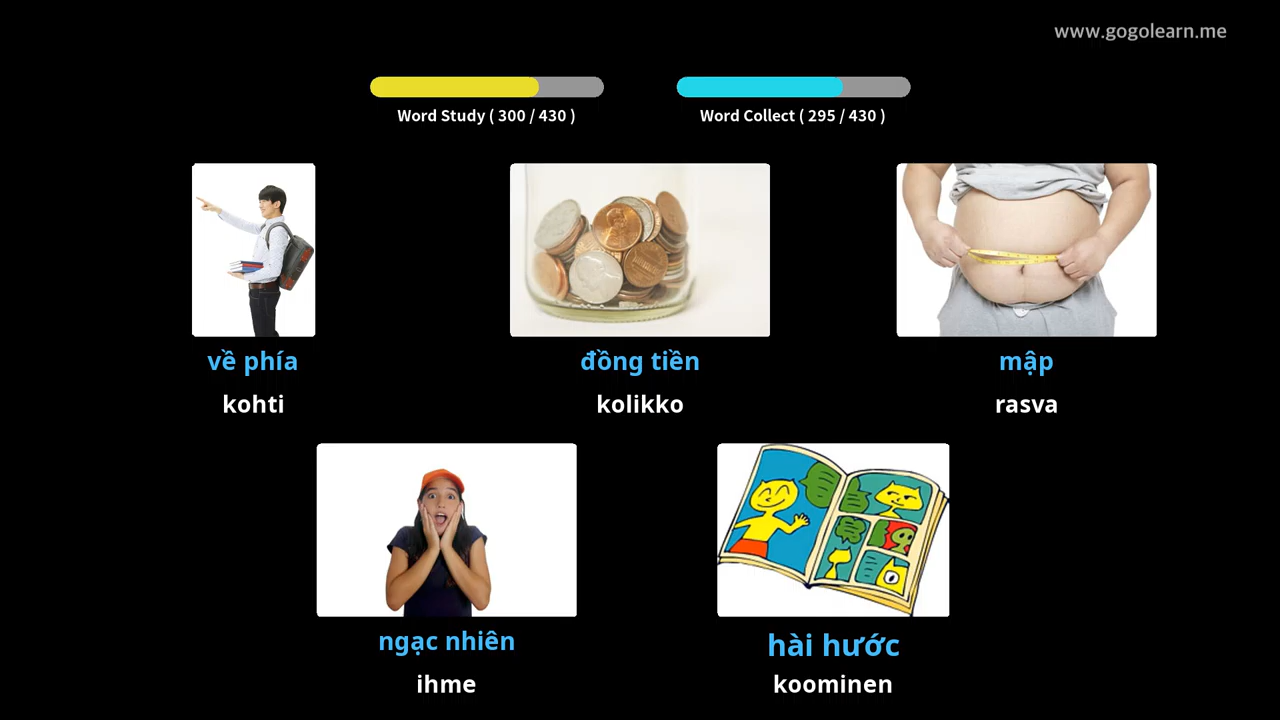 www.gogolearn.me
Word Study ( 300 / 430 )
Word Collect ( 295 / 430 )
về phía
đồng tiền
mập
kohti
kolikko
rasva
ngạc nhiên
hài hước
ihme
koominen